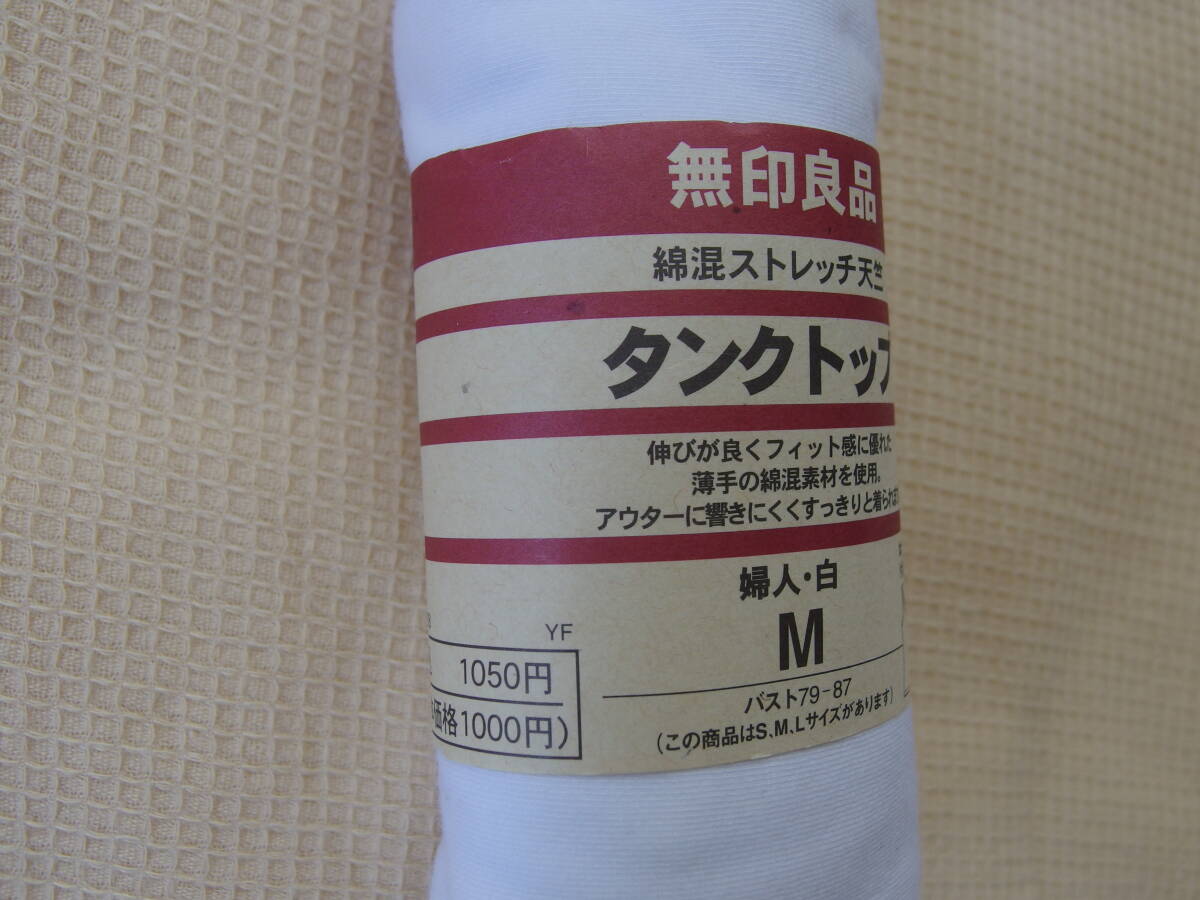 無印良品
綿混ストレッチ天竺
タンクトップ
伸びが良くフィット感に優れた
薄手の綿混素材を使用。
アウターに響きにくくすっきりと着られ
婦人・白
M
バスト79-87
(この商品はS、M、Lサイズがあります)
YF
1050円
価格1000円)